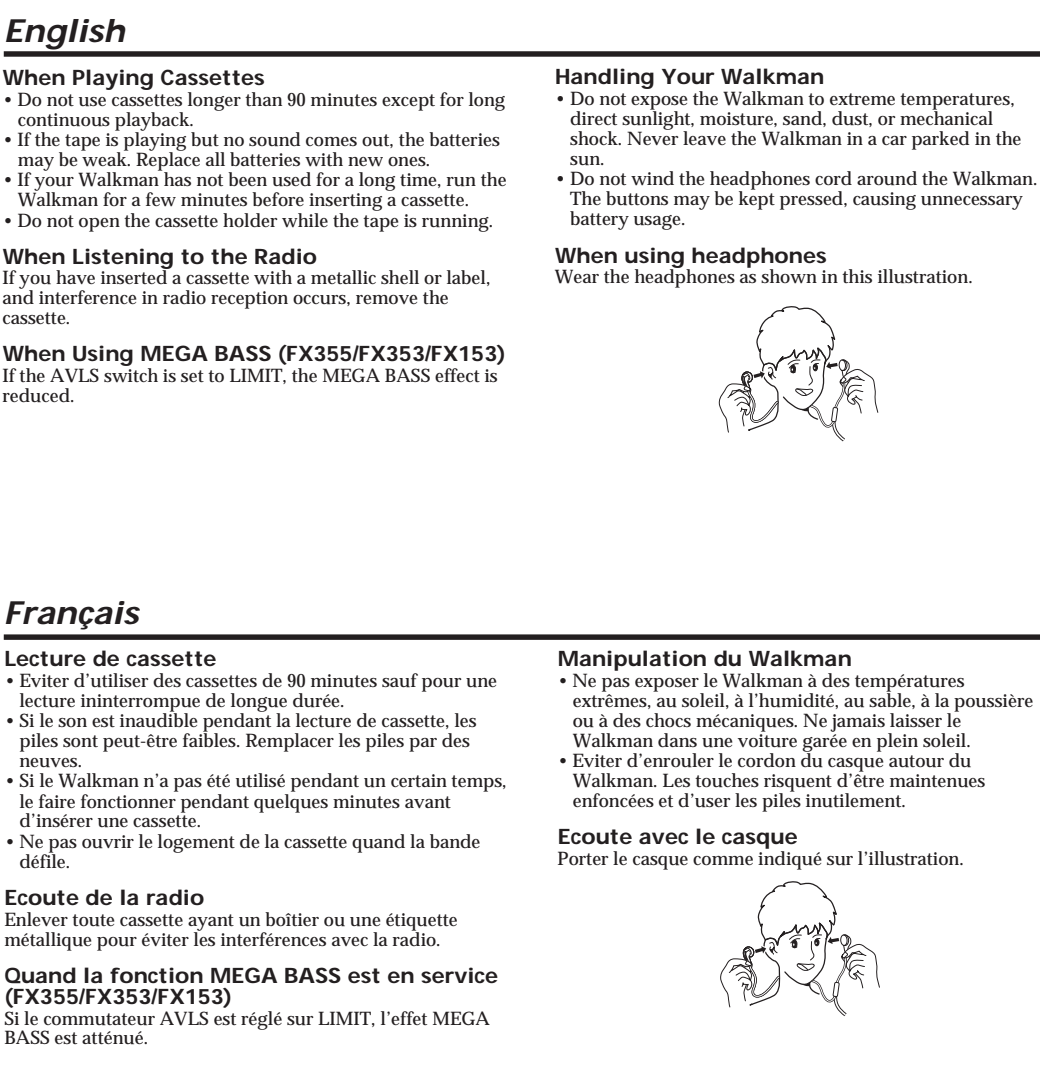 English
When Playing Cassettes
• Do not use cassettes longer than 90 minutes except for long
continuous playback.
• If the tape is playing but no sound comes out, the batteries
may be weak. Replace all batteries with new ones.
• If your Walkman has not been used for a long time, run the
Walkman for a few minutes before inserting a cassette.
• Do not open the cassette holder while the tape is running.
When Listening to the Radio
If you have inserted a cassette with a metallic shell or label,
and interference in radio reception occurs, remove the
cassette.
When Using MEGA BASS (FX355/FX353/FX153)
If the AVLS switch is set to LIMIT, the MEGA BASS effect is
reduced.
Handling Your Walkman
• Do not expose the Walkman to extreme temperatures,
direct sunlight, moisture, sand, dust, or mechanical
shock. Never leave the Walkman in a car parked in the
sun.
• Do not wind the headphones cord around the Walkman.
The buttons may be kept pressed, causing unnecessary
battery usage.
When using headphones
Wear the headphones as shown in this illustration.
Français
Lecture de cassette
• Eviter d'utiliser des cassettes de 90 minutes sauf pour une
lecture ininterrompue de longue durée.
• Si le son est inaudible pendant la lecture de cassette, les
piles sont peut-être faibles. Remplacer les piles par des
neuves.
• Si le Walkman n'a pas été utilisé pendant un certain temps,
le faire fonctionner pendant quelques minutes avant
d'insérer une cassette.
• Ne pas ouvrir le logement de la cassette quand la bande
défile.
Ecoute de la radio
Enlever toute cassette ayant un boîtier ou une étiquette
métallique pour éviter les interférences avec la radio.
Quand la fonction MEGA BASS est en service
(FX355/FX353/FX153)
Si le commutateur AVLS est réglé sur LIMIT, l'effet MEGA
BASS est atténué.
Manipulation du Walkman
• Ne pas exposer le Walkman à des températures
extrêmes, au soleil, à l'humidité, au sable, à la poussière
ou à des chocs mécaniques. Ne jamais laisser le
Walkman dans une voiture garée en plein soleil.
• Eviter d'enrouler le cordon du casque autour du
Walkman. Les touches risquent d'être maintenues
enfoncées et d'user les piles inutilement.
Ecoute avec le casque
Porter le casque comme indiqué sur l'illustration.